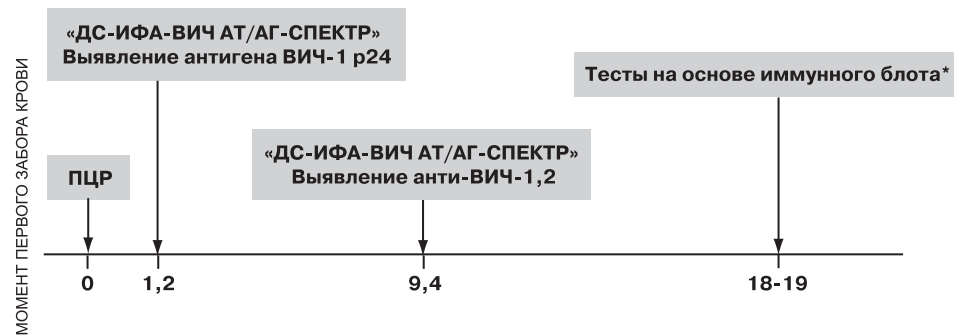 МОМЕНТ ПЕРВОГО ЗАБОРА КРОВИ
«ДС-ИФА-ВИЧ АТ/АГ-СПЕКТР»
Выявление антигена ВИЧ-1 p24
Тесты на основе иммунного блота*
«ДС-ИФА-ВИЧ АТ/АГ-СПЕКТР»
Выявление анти-ВИЧ-1,2
ПЦР
0 1,2 9,4 18-19